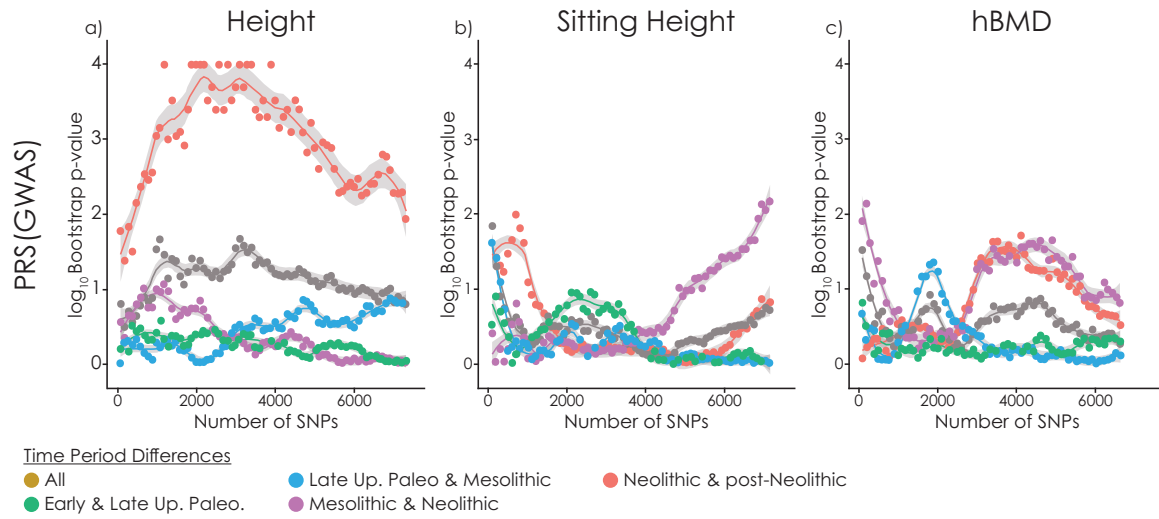 a) Height
b) Sitting Height
c) hBMD
PRS(GWAS)
log10 Bootstrap p-value
4
3
2
1
0
0 2000 4000 6000
Number of SNPs
log10 Bootstrap p-value
4
3
2
1
0
0 2000 4000 6000
Number of SNPs
log10 Bootstrap p-value
4
3
2
1
0
0 2000 4000 6000
Number of SNPs
Time Period Differences
All
Late Up. Paleo & Mesolithic
Neolithic & post-Neolithic
Early & Late Up. Paleo.
Mesolithic & Neolithic